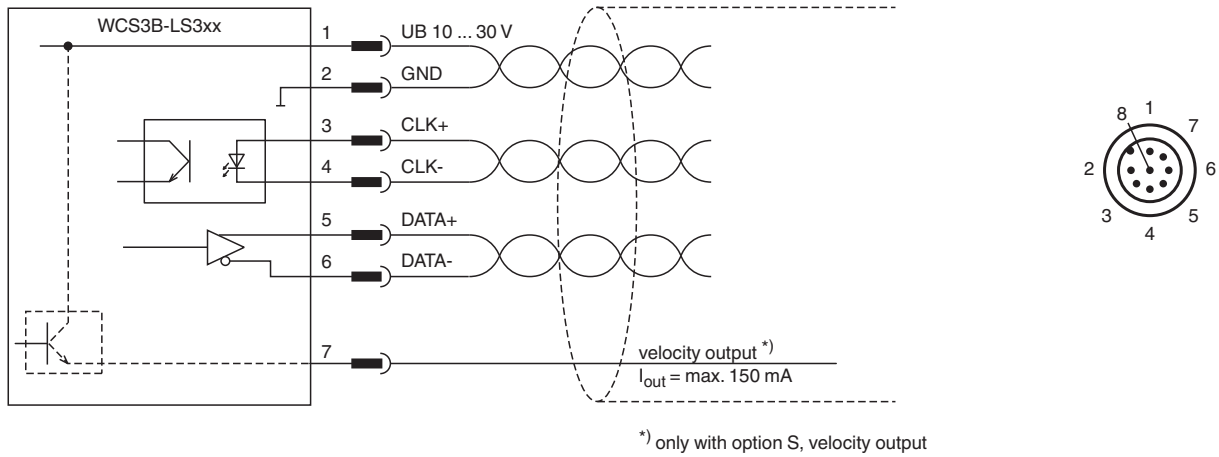 WCS3B-LS3xx
1 UB 10 ... 30 V
2 GND
3 CLK+
4 CLK-
5 DATA+
6 DATA-
7 velocity output *)
Iout = max. 150 mA
*) only with option S, velocity output
8 1 7
2 6
3 5
4